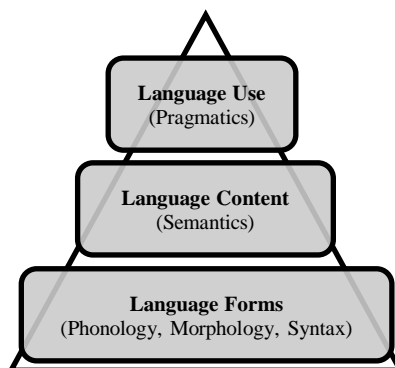 Language Use
(Pragmatics)
Language Content
(Semantics)
Language Forms
(Phonology, Morphology, Syntax)